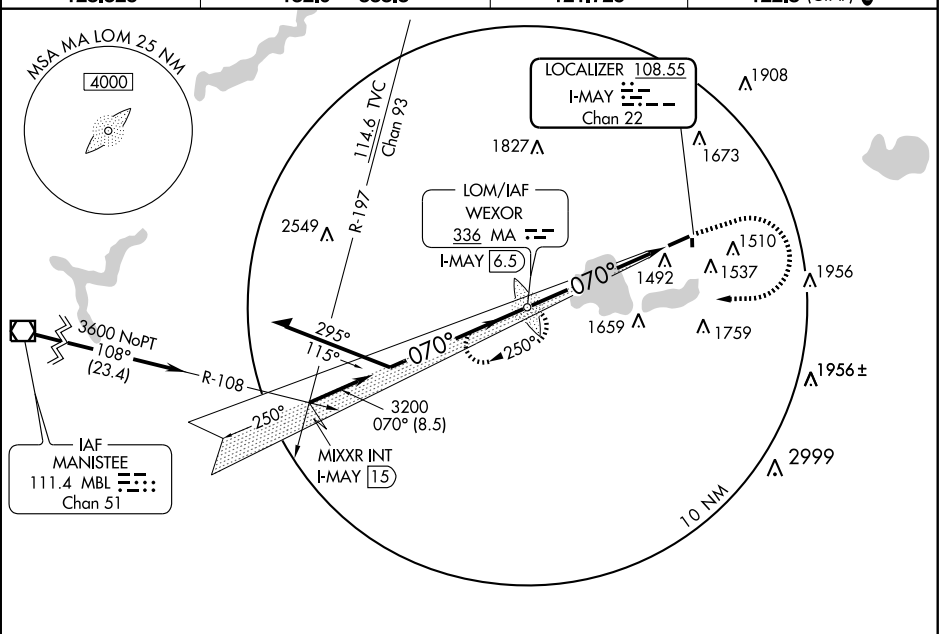 MSA MA LOM 25 NM
4000
114.6 TVC
Chan 93
R-197
LOCALIZER 108.55
I-MAY
Chan 22
1908
1673
1827
2549
LOM/IAF
WEXOR
336 MA
I-MAY 6.5
1510
1492
1537
1956
070°
1659
1759
3600 NoPT
108°
(23.4)
R-108
295°
115°
070°
250°
1956±
250°
3200
070° (8.5)
MIXXR INT
I-MAY 15
IAF
MANISTEE
111.4 MBL
Chan 51
2999
10 NM